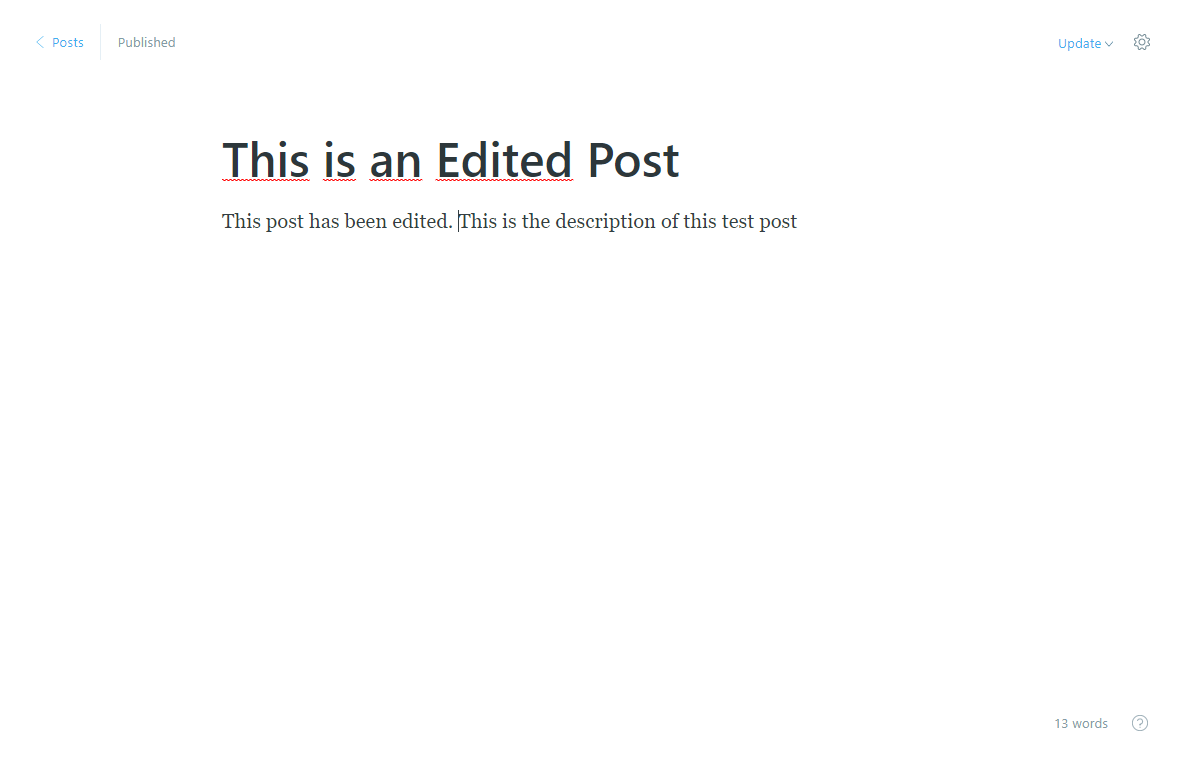 Posts
Published
Update
This is an Edited Post
This post has been edited. This is the description of this test post
13 words
?